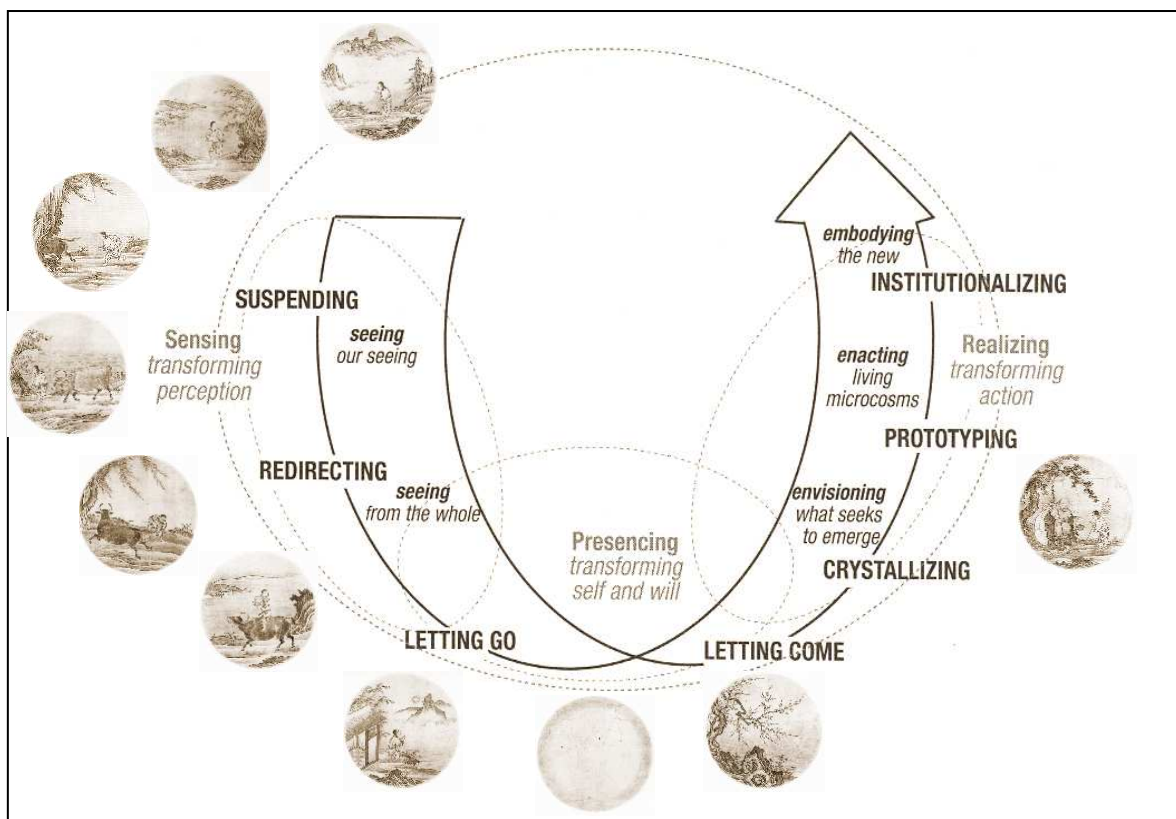 SUSPENDING
seeing
our seeing
Sensing
transforming
perception
REDIRECTING
seeing
from the whole
LETTING GO
Presencing
transforming
self and will
LETTING COME
CRYSTALLIZING
envisioning
what seeks
to emerge
PROTOTYPING
enacting
living
microcosms
Realizing
transforming
action
INSTITUTIONALIZING
embodying
the new